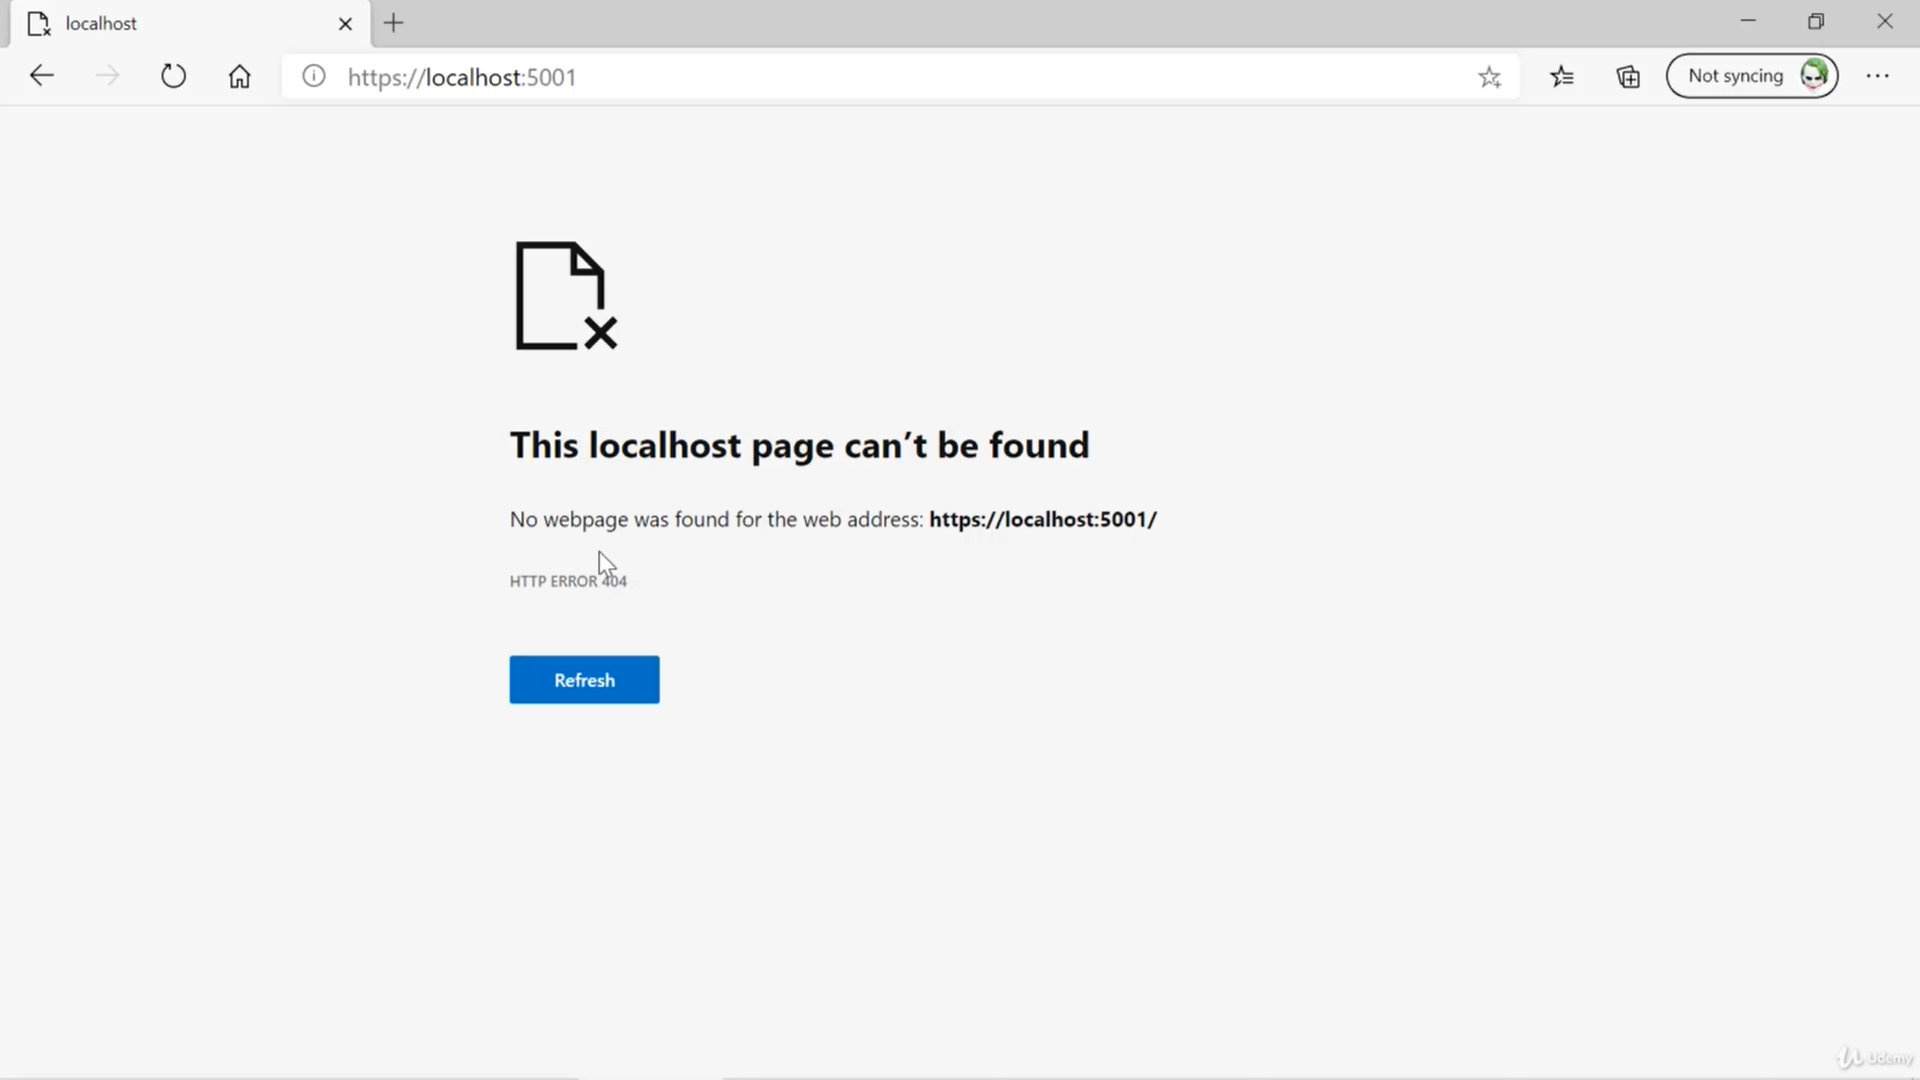 localhost
https://localhost:5001
Not syncing
This localhost page can’t be found
No webpage was found for the web address: https://localhost:5001/
HTTP ERROR 404
Refresh
Udemy